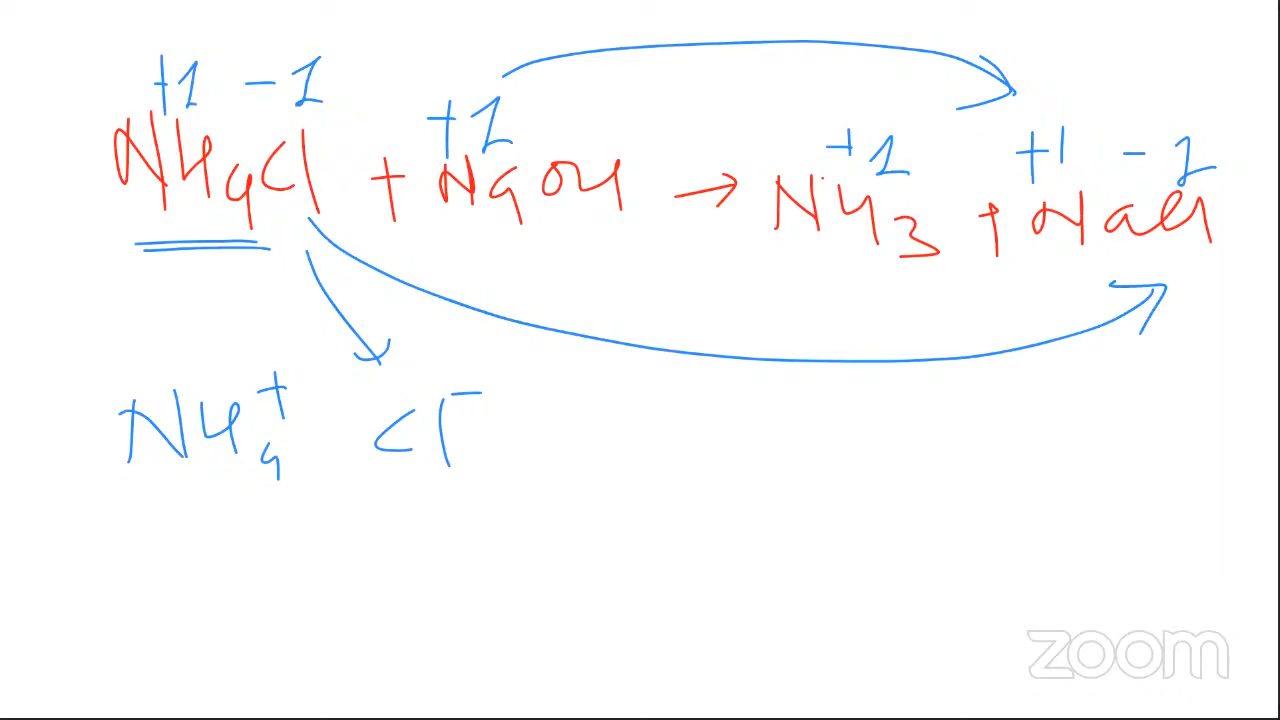 +1 -1 +1 +1 +1 -1
NH4Cl + NaOH → NH3 + NaCl
NH4+ Cl-
zoom